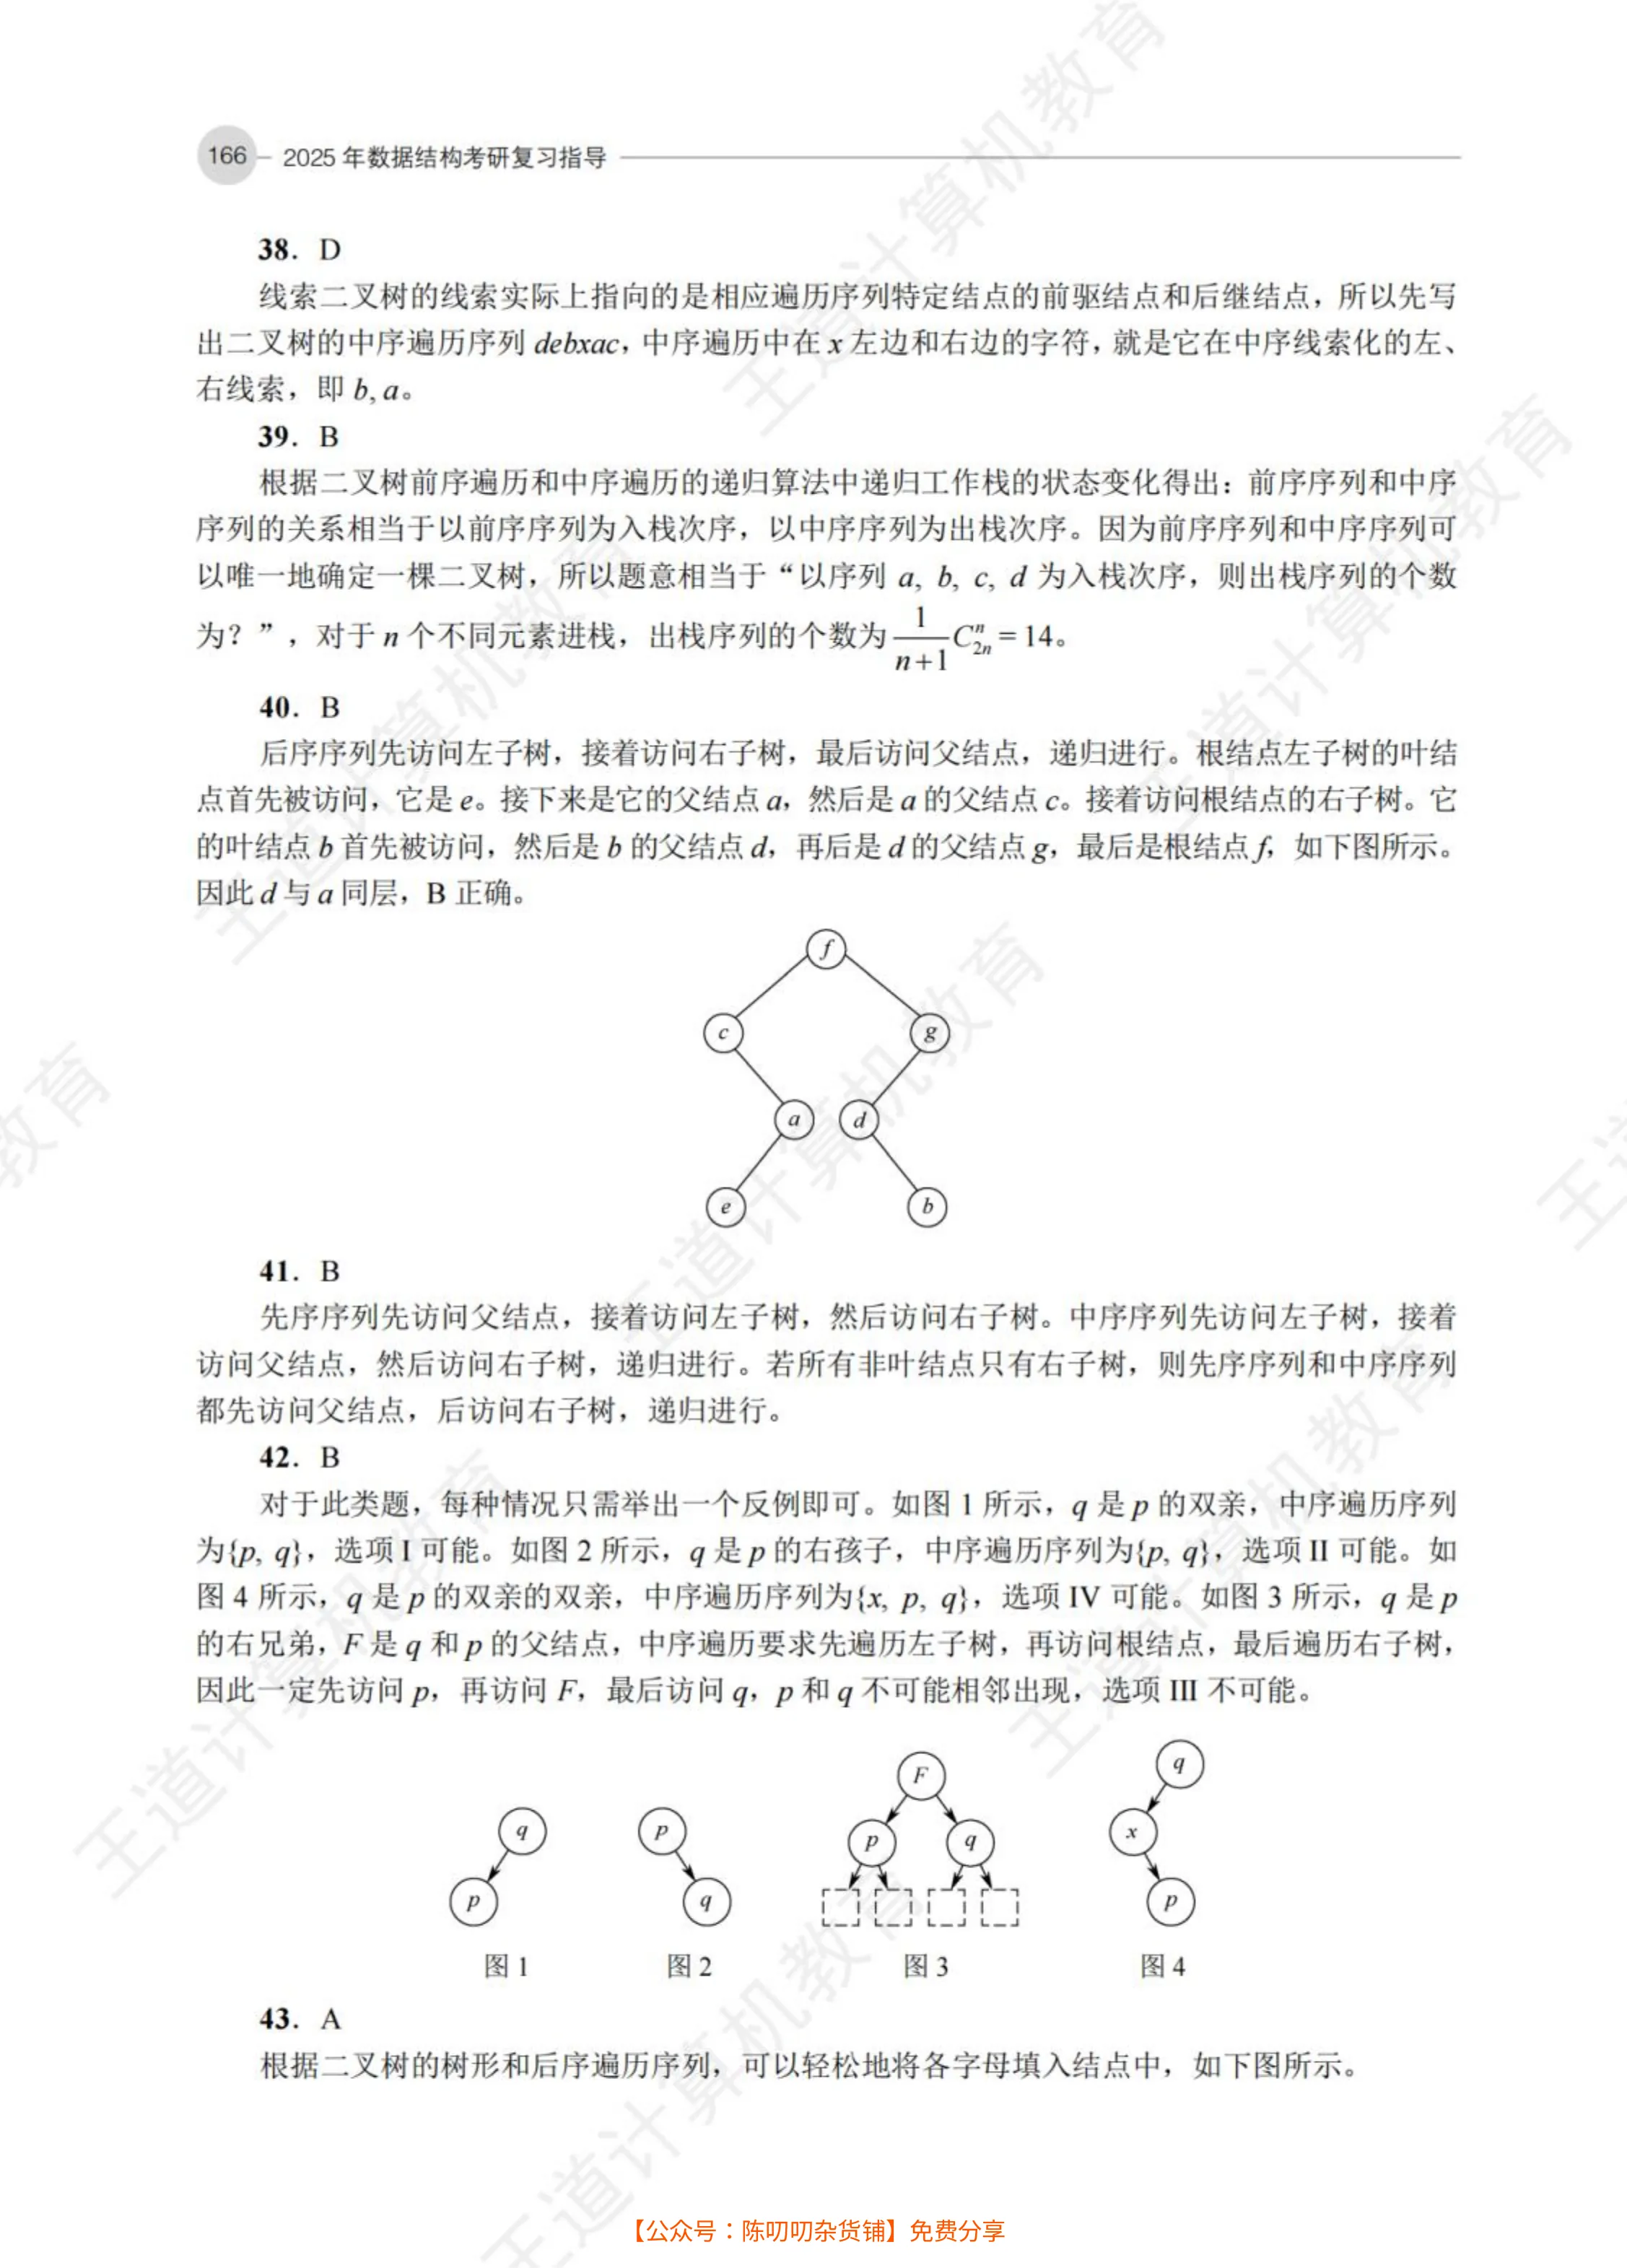 166 2025 年数据结构考研复习指导
38. D
线索二叉树的线索实际上指向的是相应遍历序列特定结点的前驱结点和后继结点，所以先写
出二叉树的中序遍历序列 debxac，中序遍历中在 x 左边和右边的字符，就是它在中序线索化的左、
右线索，即 b, a。
39. B
根据二叉树前序遍历和中序遍历的递归算法中递归工作栈的状态变化得出：前序序列和中序
序列的关系相当于以前序序列为入栈次序，以中序序列为出栈次序。因为前序序列和中序序列可
以唯一地确定一棵二叉树，所以题意相当于“以序列 a, b, c, d 为入栈次序，则出栈序列的个数
为？”，对于 n 个不同元素进栈，出栈序列的个数为 $\frac{1}{n+1}C_{2n}^{n}=14$。
40. B
后序序列先访问左子树，接着访问右子树，最后访问父结点，递归进行。根结点左子树的叶结
点首先被访问，它是 e。接下来是它的父结点 a，然后是 a 的父结点 c。接着访问根结点的右子树。它
的叶结点 b 首先被访问，然后是 b 的父结点 d，再后是 d 的父结点 g，最后是根结点 f，如下图所示。
因此 d 与 a 同层，B 正确。
f
c g
a d
e b
41. B
先序序列先访问父结点，接着访问左子树，然后访问右子树。中序序列先访问左子树，接着
访问父结点，然后访问右子树，递归进行。若所有非叶结点只有右子树，则先序序列和中序序列
都先访问父结点，后访问右子树，递归进行。
42. B
对于此类题，每种情况只需举出一个反例即可。如图 1 所示，q 是 p 的双亲，中序遍历序列
为{p, q}，选项 I 可能。如图 2 所示，q 是 p 的右孩子，中序遍历序列为{p, q}，选项 II 可能。如
图 4 所示，q 是 p 的双亲的双亲，中序遍历序列为{x, p, q}，选项 IV 可能。如图 3 所示，q 是 p
的右兄弟，F 是 q 和 p 的父结点，中序遍历要求先遍历左子树，再访问根结点，最后遍历右子树，
因此一定先访问 p，再访问 F，最后访问 q，p 和 q 不可能相邻出现，选项 III 不可能。
q
p
图 1
p
q
图 2
F
p q
图 3
q
x
p
图 4
43. A
根据二叉树的树形和后序遍历序列，可以轻松地将各字母填入结点中，如下图所示。
【公众号：陈叨叨杂货铺】免费分享
王道计算机教育